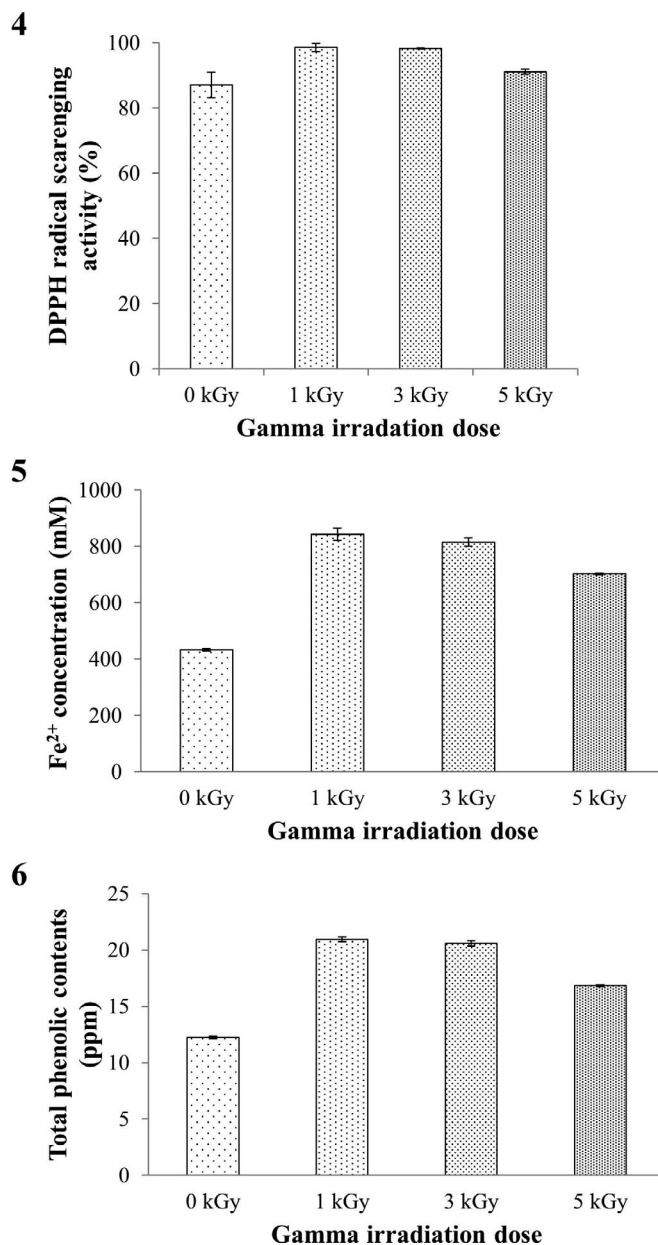 4
DPPH radical scarenging
activity (%)
100
80
60
40
20
0
0 kGy 1 kGy 3 kGy 5 kGy
Gamma irradation dose
5
Fe²⁺ concentration (mM)
1000
800
600
400
200
0
0 kGy 1 kGy 3 kGy 5 kGy
Gamma irradiation dose
6
Total phenolic contents
(ppm)
25
20
15
10
5
0
0 kGy 1 kGy 3 kGy 5 kGy
Gamma irradiation dose